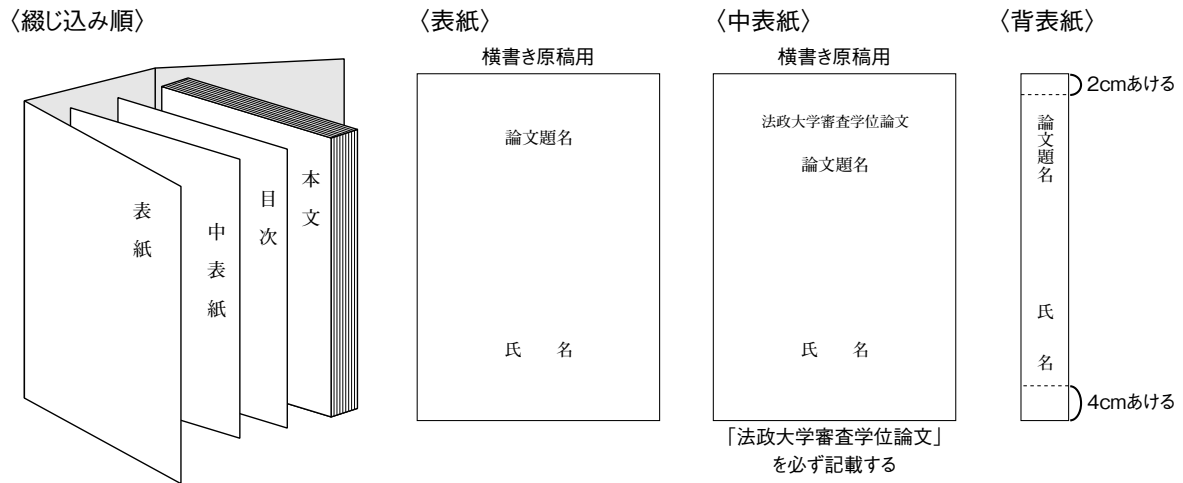 〈綴じ込み順〉
表紙
中表紙
目次
本文
〈表紙〉
横書き原稿用
論文題名
氏　名
〈中表紙〉
横書き原稿用
法政大学審査学位論文
論文題名
氏　名
「法政大学審査学位論文」
を必ず記載する
〈背表紙〉
2cmあける
論文題名
氏　名
4cmあける